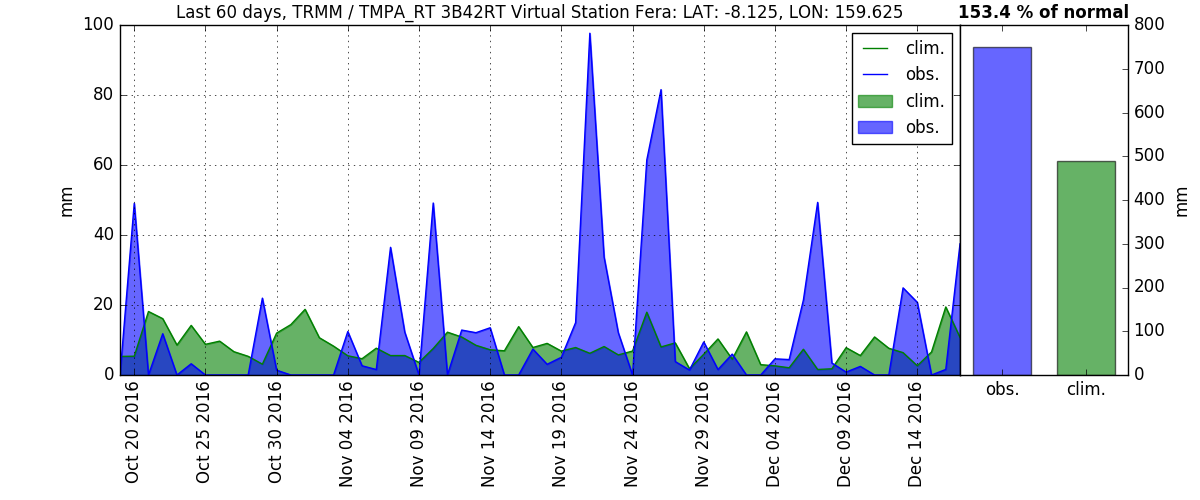 Last 60 days, TRMM / TMPA_RT 3B42RT Virtual Station Fera: LAT: -8.125, LON: 159.625
153.4 % of normal
100
80
60
40
20
0
mm
clim.
obs.
clim.
obs.
800
700
600
500
400
300
200
100
0
mm
Oct 20 2016
Oct 25 2016
Oct 30 2016
Nov 04 2016
Nov 09 2016
Nov 14 2016
Nov 19 2016
Nov 24 2016
Nov 29 2016
Dec 04 2016
Dec 09 2016
Dec 14 2016
obs.
clim.